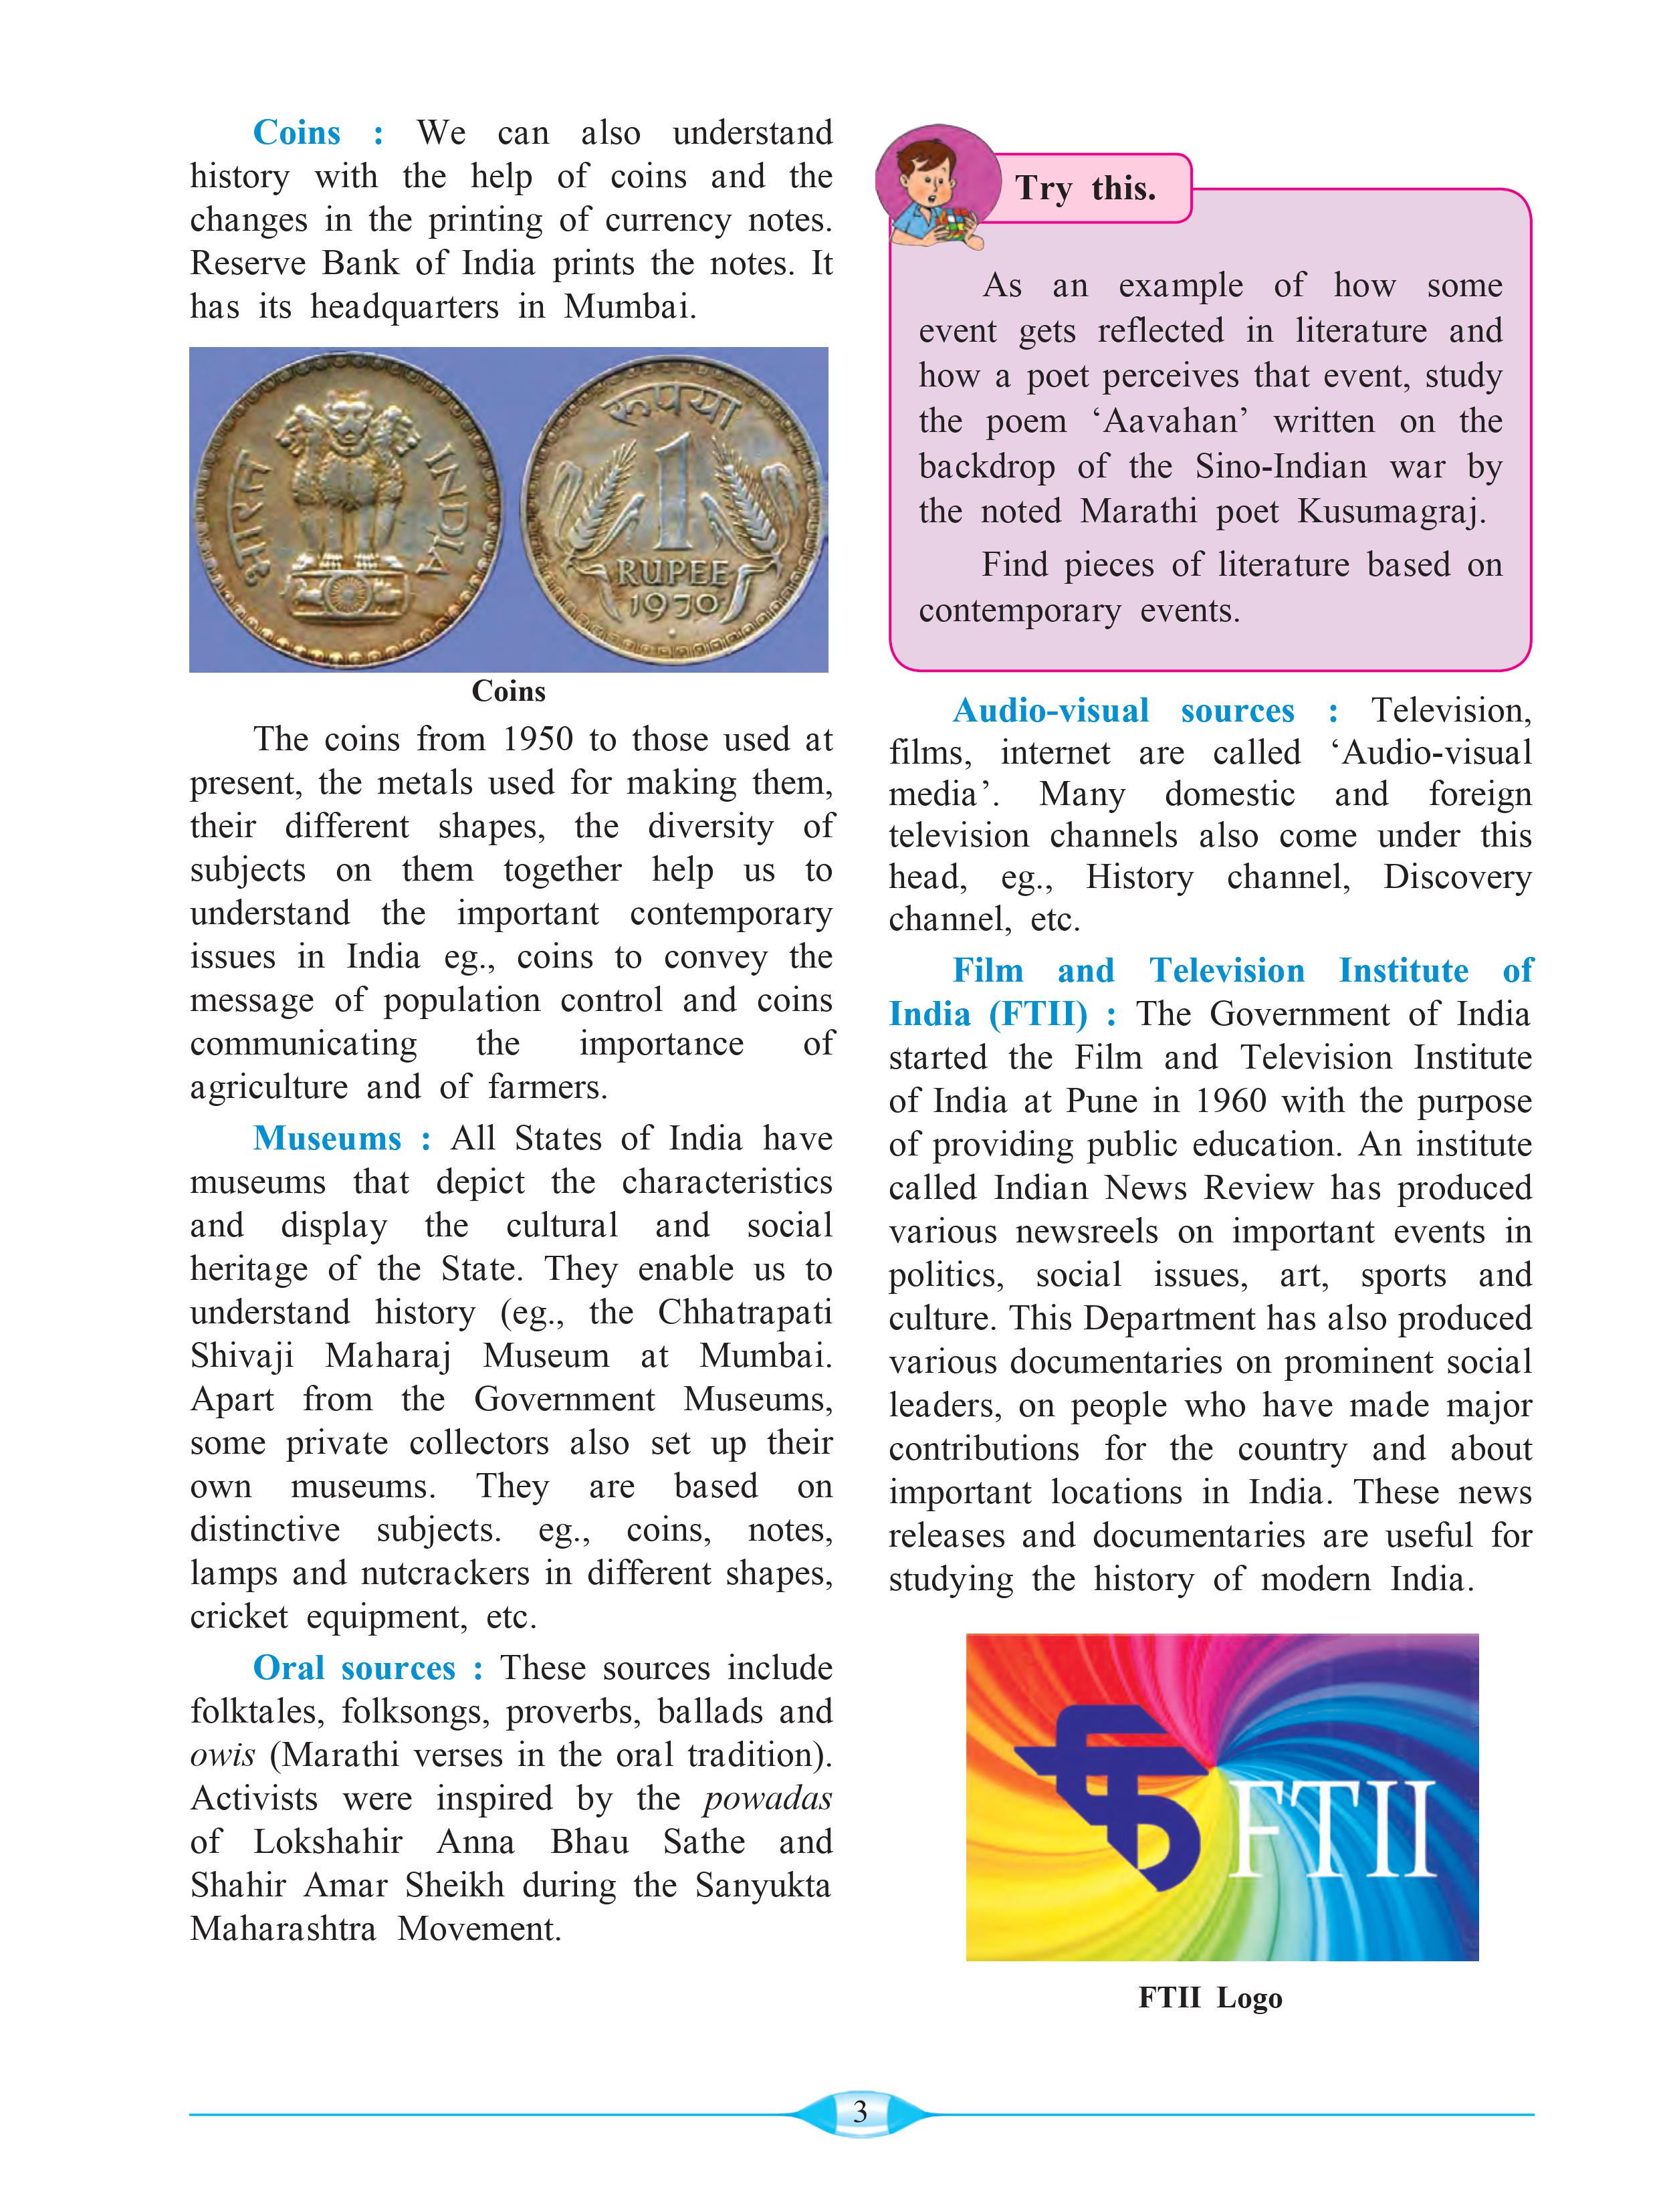 Coins : We can also understand
history with the help of coins and the
changes in the printing of currency notes.
Reserve Bank of India prints the notes. It
has its headquarters in Mumbai.
भारत
INDIA
रूपया
1
RUPEE
1970
Coins
The coins from 1950 to those used at
present, the metals used for making them,
their different shapes, the diversity of
subjects on them together help us to
understand the important contemporary
issues in India eg., coins to convey the
message of population control and coins
communicating the importance of
agriculture and of farmers.
Museums : All States of India have
museums that depict the characteristics
and display the cultural and social
heritage of the State. They enable us to
understand history (eg., the Chhatrapati
Shivaji Maharaj Museum at Mumbai.
Apart from the Government Museums,
some private collectors also set up their
own museums. They are based on
distinctive subjects. eg., coins, notes,
lamps and nutcrackers in different shapes,
cricket equipment, etc.
Oral sources : These sources include
folktales, folksongs, proverbs, ballads and
owis (Marathi verses in the oral tradition).
Activists were inspired by the powadas
of Lokshahir Anna Bhau Sathe and
Shahir Amar Sheikh during the Sanyukta
Maharashtra Movement.
Try this.
As an example of how some
event gets reflected in literature and
how a poet perceives that event, study
the poem ‘Aavahan’ written on the
backdrop of the Sino-Indian war by
the noted Marathi poet Kusumagraj.
Find pieces of literature based on
contemporary events.
Audio-visual sources : Television,
films, internet are called ‘Audio-visual
media’. Many domestic and foreign
television channels also come under this
head, eg., History channel, Discovery
channel, etc.
Film and Television Institute of
India (FTII) : The Government of India
started the Film and Television Institute
of India at Pune in 1960 with the purpose
of providing public education. An institute
called Indian News Review has produced
various newsreels on important events in
politics, social issues, art, sports and
culture. This Department has also produced
various documentaries on prominent social
leaders, on people who have made major
contributions for the country and about
important locations in India. These news
releases and documentaries are useful for
studying the history of modern India.
FTII
FTII Logo
3